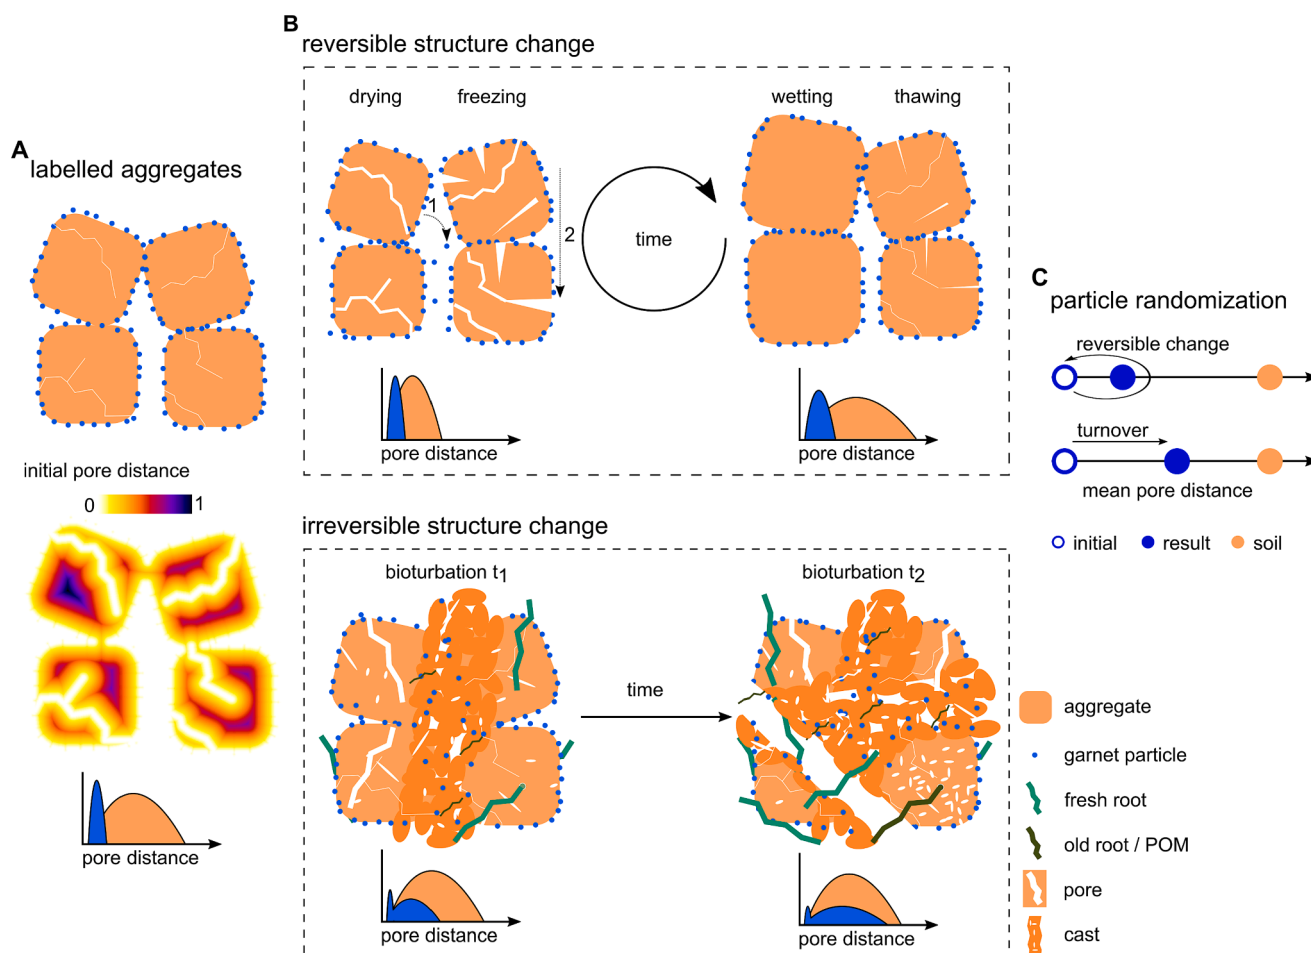 A
labelled aggregates
initial pore distance
0
1
pore distance
B
reversible structure change
drying
freezing
wetting
thawing
1
2
time
pore distance
pore distance
irreversible structure change
bioturbation t1
bioturbation t2
time
pore distance
pore distance
C
particle randomization
reversible change
turnover
mean pore distance
initial
result
soil
aggregate
garnet particle
fresh root
old root / POM
pore
cast